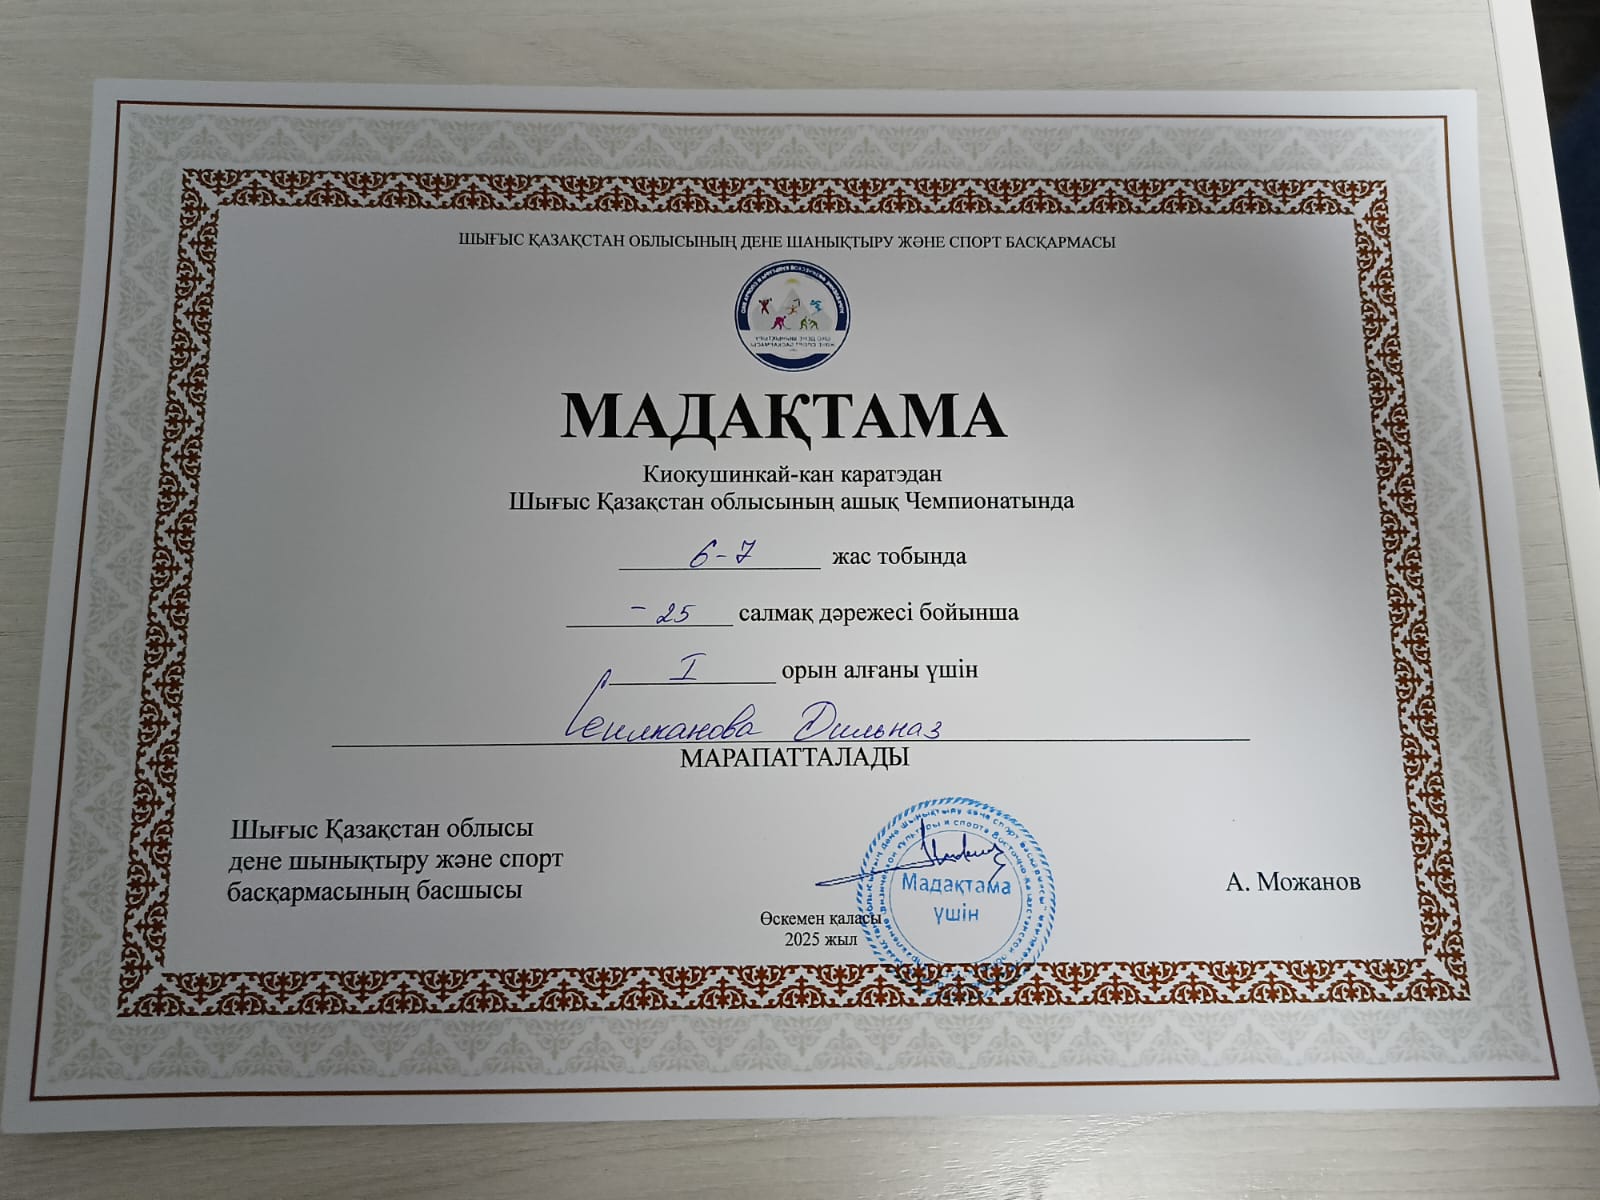 ШЫҒЫС ҚАЗАҚСТАН ОБЛЫСЫНЫҢ ДЕНЕ ШАНЫҚТЫРУ ЖӘНЕ СПОРТ БАСҚАРМАСЫ
МАДАҚТАМА
Киокушинкай-кан каратэдан
Шығыс Қазақстан облысының ашық Чемпионатында
6-7 жас тобында
-25 салмақ дәрежесі бойынша
I орын алғаны үшін
Сеилканова Дильназ
МАРАПАТТАЛАДЫ
Шығыс Қазақстан облысы
дене шынықтыру және спорт
басқармасының басшысы
Мадақтама
үшін
А. Можанов
Өскемен қаласы
2025 жыл